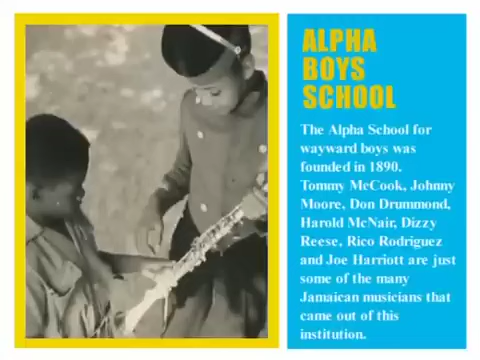 ALPHA
BOYS
SCHOOL
The Alpha School for
wayward boys was
founded in 1890.
Tommy McCook, Johnny
Moore, Don Drummond,
Harold McNair, Dizzy
Reese, Rico Rodriguez
and Joe Harriott are just
some of the many
Jamaican musicians that
came out of this
institution.